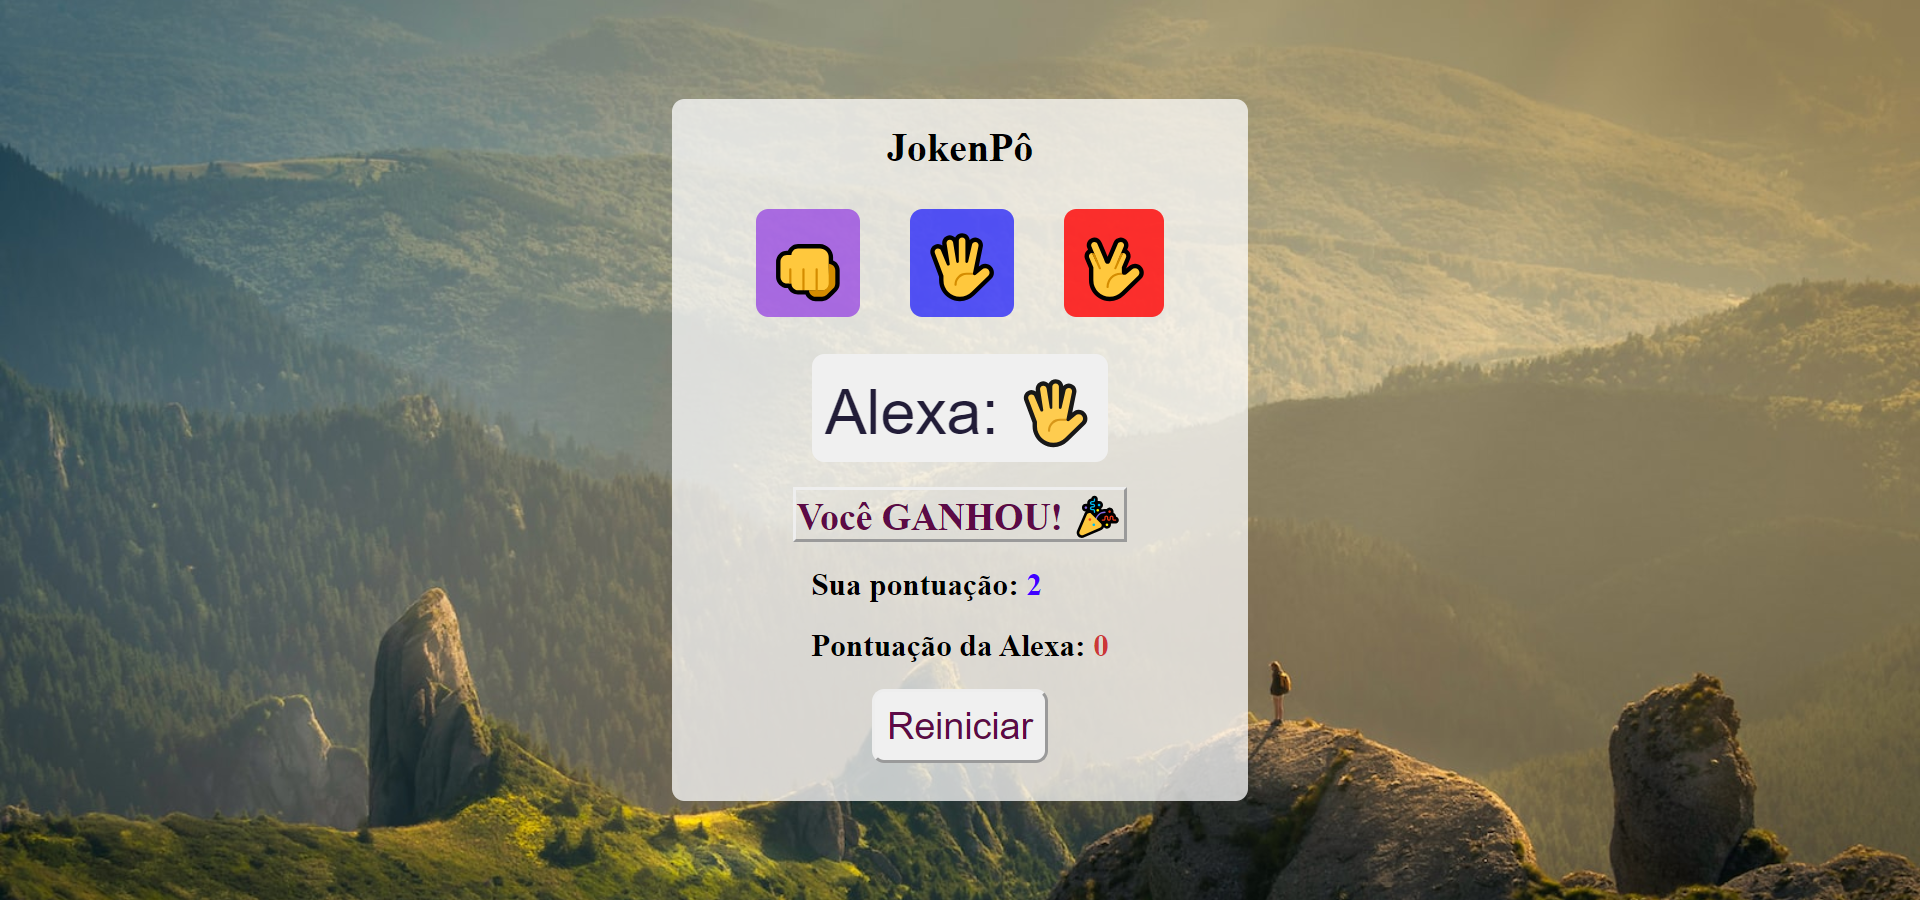 JokenPô
Alexa: 🖐
Você GANHOU! 🎉
Sua pontuação: 2
Pontuação da Alexa: 0
Reiniciar